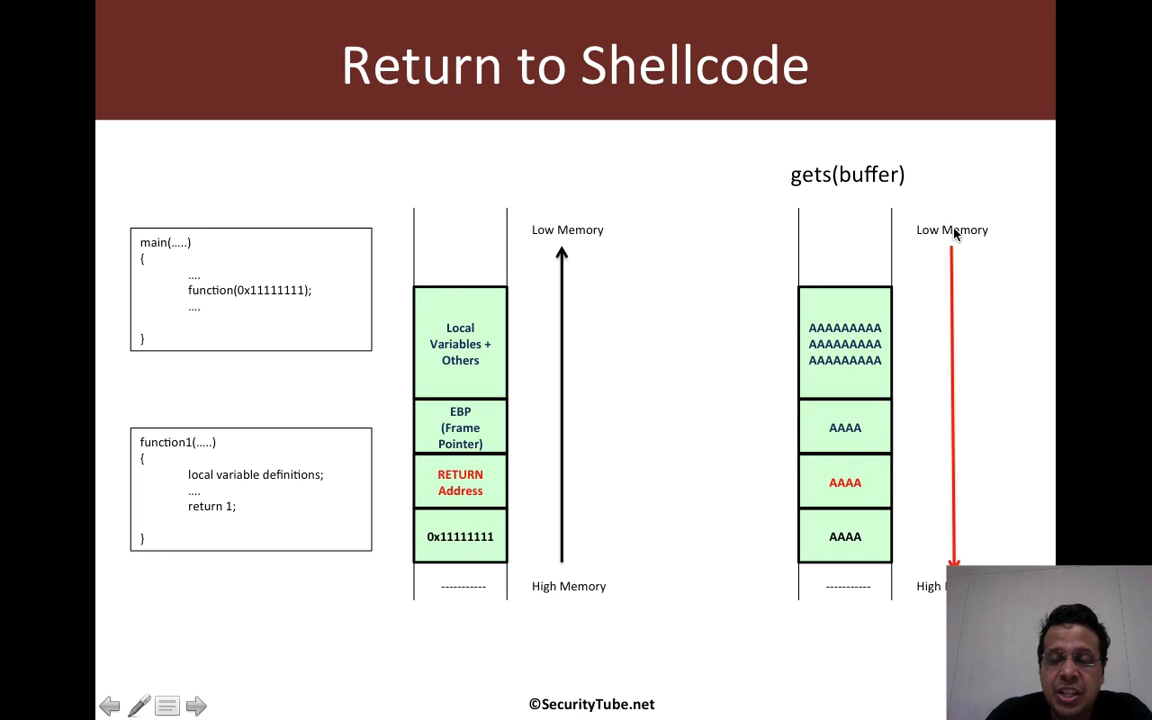 Return to Shellcode
gets(buffer)
main(.....)
{
....
function(0x11111111);
....
}
function1(.....)
{
local variable definitions;
....
return 1;
}
Low Memory
Local
Variables +
Others
EBP
(Frame
Pointer)
RETURN
Address
0x11111111
-----------
High Memory
Low Memory
AAAAAAAAA
AAAAAAAAA
AAAAAAAAA
AAAA
AAAA
AAAA
-----------
High
©SecurityTube.net